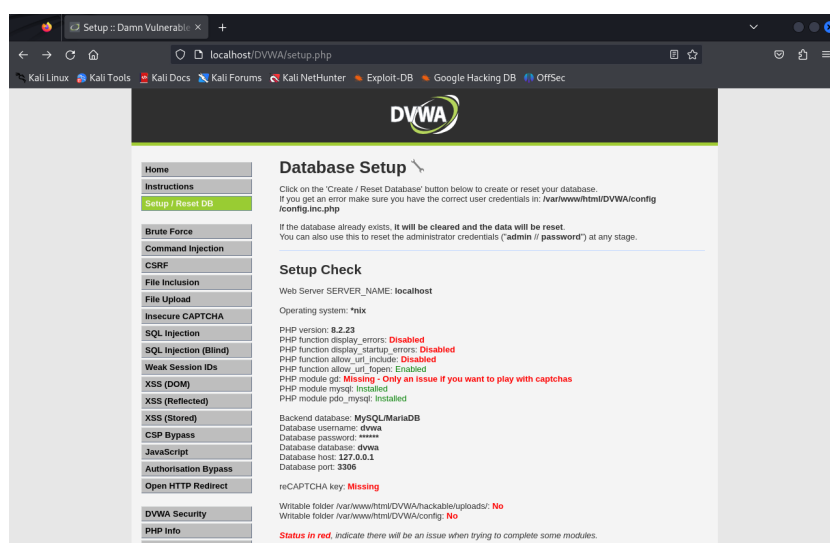 Setup :: Damn Vulnerable
localhost/DVWA/setup.php
Kali Linux Kali Tools Kali Docs Kali Forums Kali NetHunter Exploit-DB Google Hacking DB OffSec
DVWA
Home
Instructions
Setup / Reset DB
Brute Force
Command Injection
CSRF
File Inclusion
File Upload
Insecure CAPTCHA
SQL Injection
SQL Injection (Blind)
Weak Session IDs
XSS (DOM)
XSS (Reflected)
XSS (Stored)
CSP Bypass
JavaScript
Authorisation Bypass
Open HTTP Redirect
DVWA Security
PHP Info
Database Setup
Click on the 'Create / Reset Database' button below to create or reset your database.
If you get an error make sure you have the correct user credentials in: /var/www/html/DVWA/config
/config.inc.php
If the database already exists, it will be cleared and the data will be reset.
You can also use this to reset the administrator credentials ("admin // password") at any stage.
Setup Check
Web Server SERVER_NAME: localhost
Operating system: *nix
PHP version: 8.2.23
PHP function display_errors: Disabled
PHP function display_startup_errors: Disabled
PHP function allow_url_include: Disabled
PHP function allow_url_fopen: Enabled
PHP module gd: Missing - Only an issue if you want to play with captchas
PHP module mysql: Installed
PHP module pdo_mysql: Installed
Backend database: MySQL/MariaDB
Database username: dvwa
Database password: ******
Database database: dvwa
Database host: 127.0.0.1
Database port: 3306
reCAPTCHA key: Missing
Writable folder /var/www/html/DVWA/hackable/uploads/: No
Writable folder /var/www/html/DVWA/config: No
Status in red, indicate there will be an issue when trying to complete some modules.